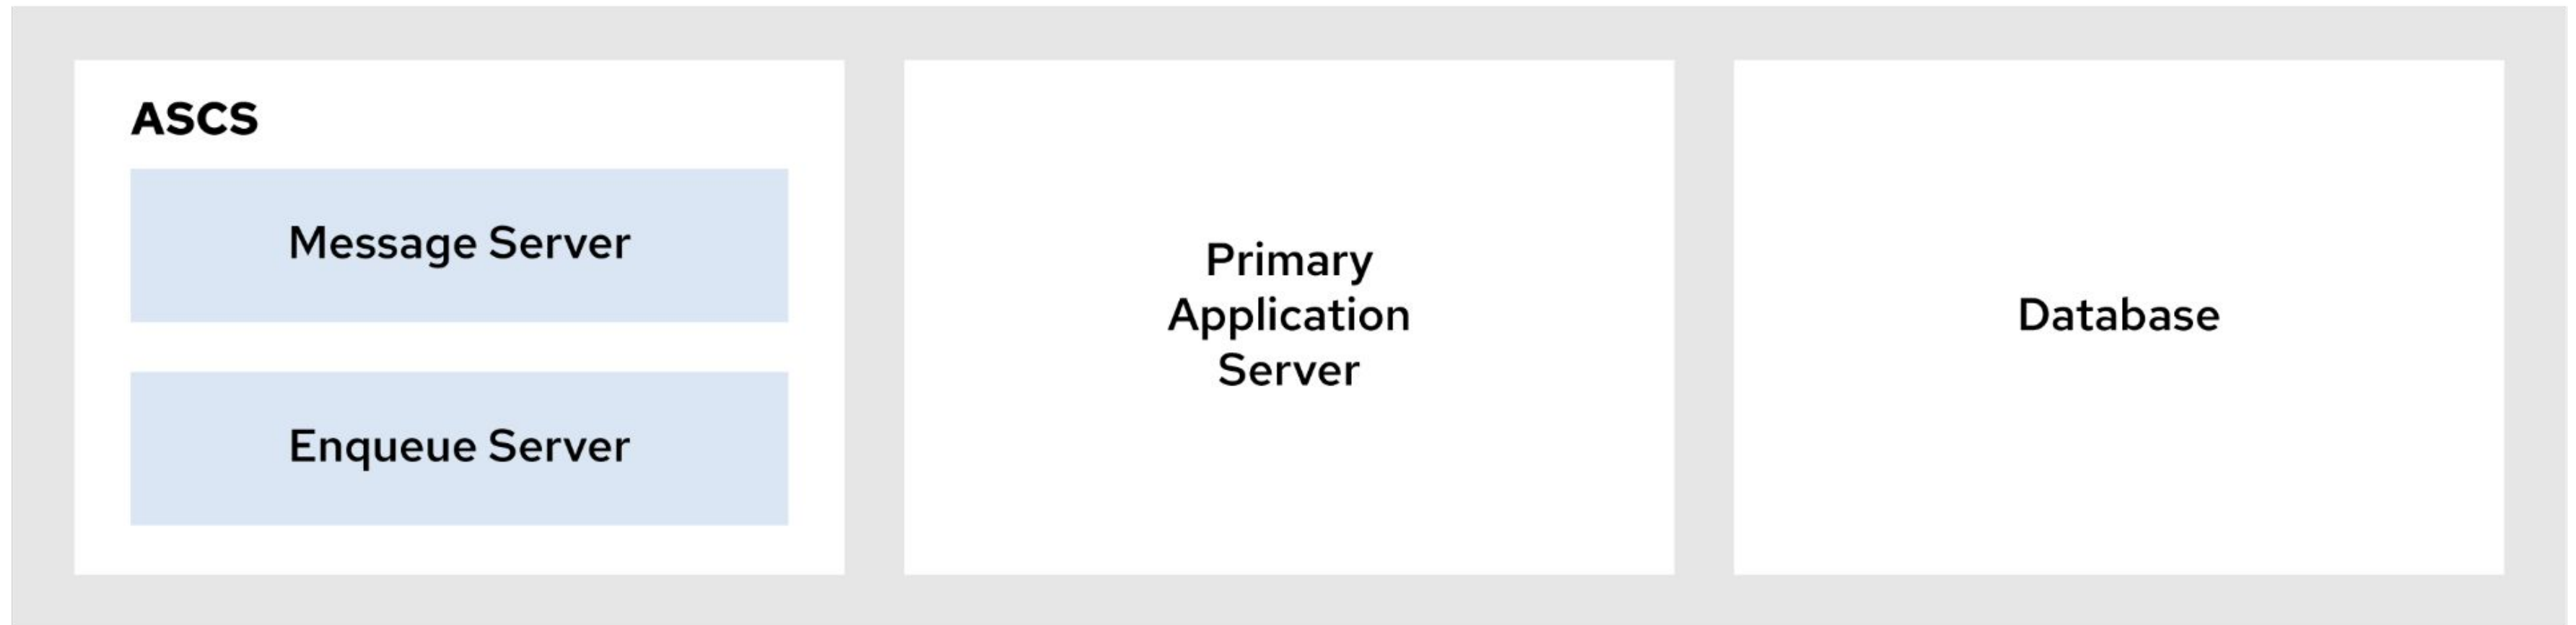 ASCS
Message Server
Enqueue Server
Primary
Application
Server
Database